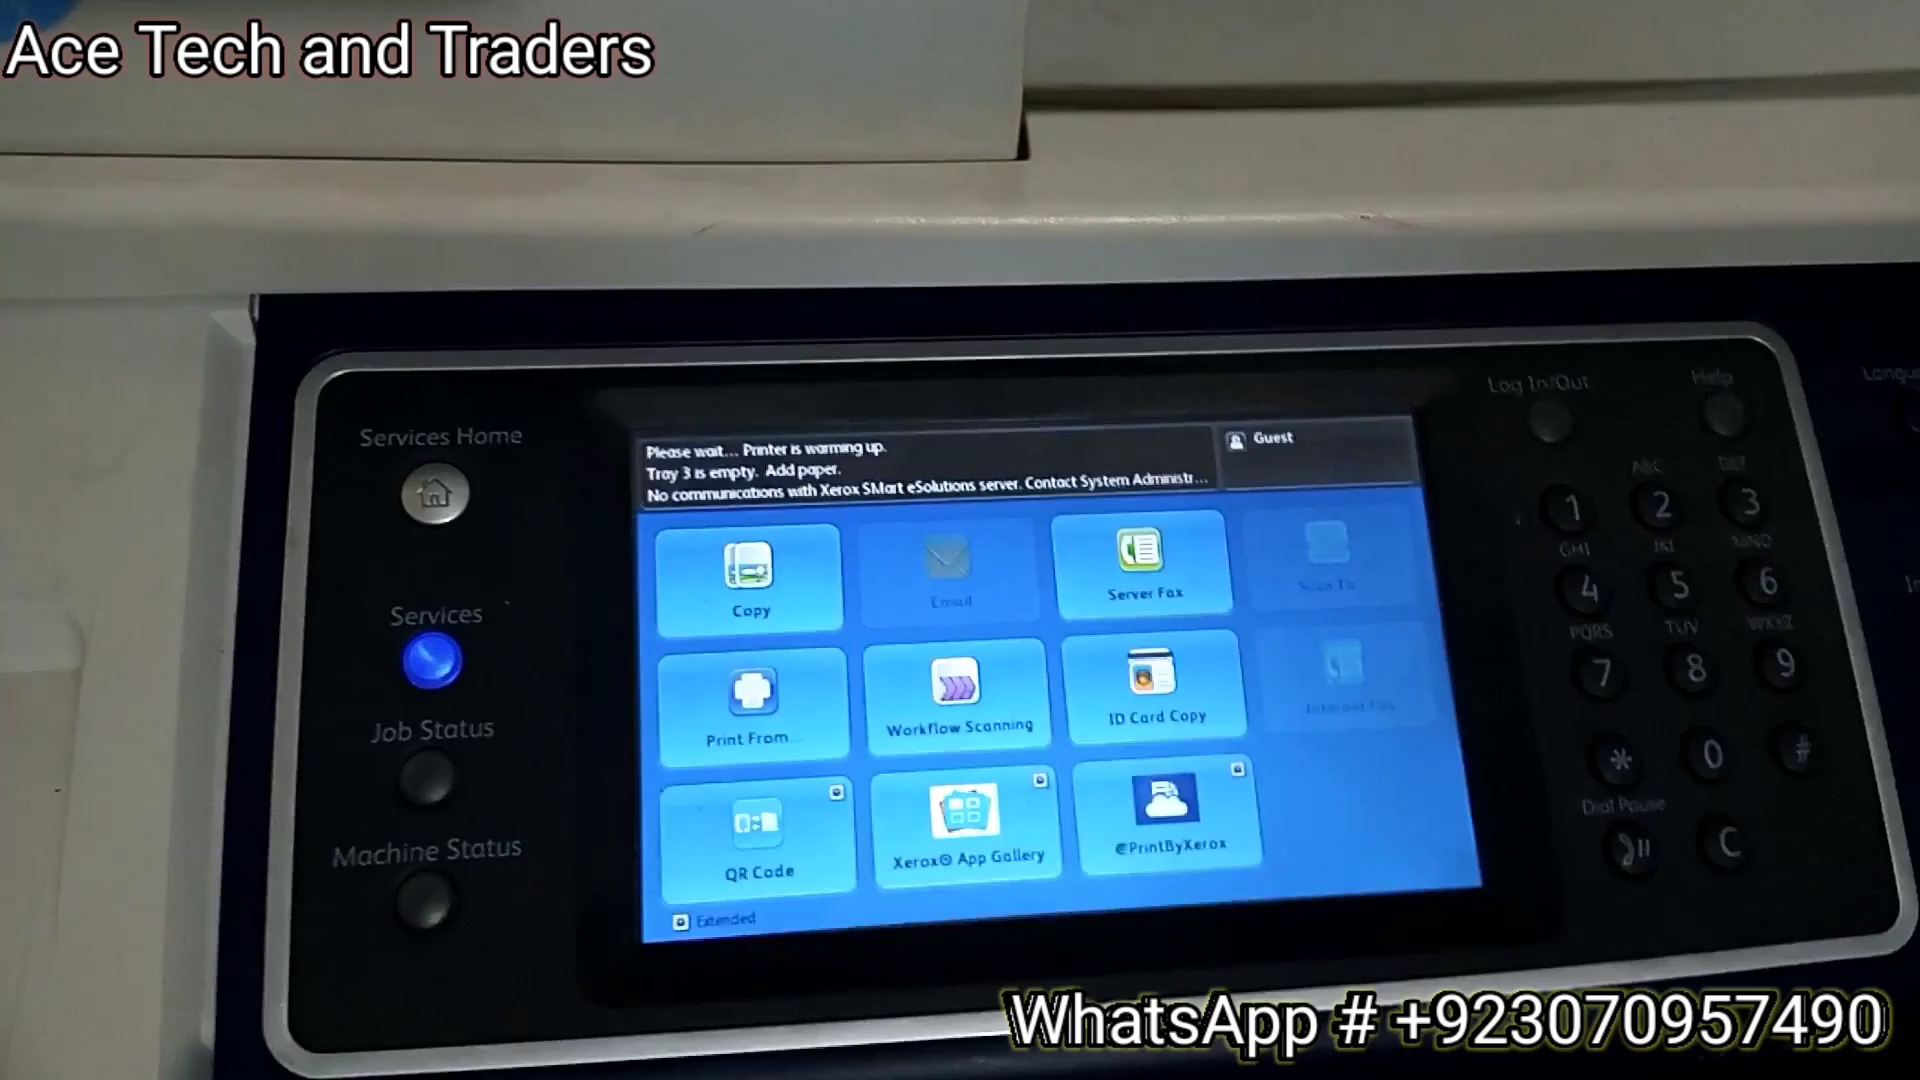 Ace Tech and Traders
Services Home
Services
Job Status
Machine Status
Please wait... Printer is warming up.
Tray 3 is empty. Add paper.
No communications with Xerox SMart eSolutions server. Contact System Administr...
Guest
Copy
Email
Server Fax
Scan To
Print From...
Workflow Scanning
ID Card Copy
Internet Fax
QR Code
Xerox® App Gallery
@PrintByXerox
Extended
Log In/Out
Help
ABC
DEF
1
2
3
GHI
JKL
MNO
4
5
6
PQRS
TUV
WXYZ
7
8
9
*
0
#
Dial Pause
C
WhatsApp # +923070957490